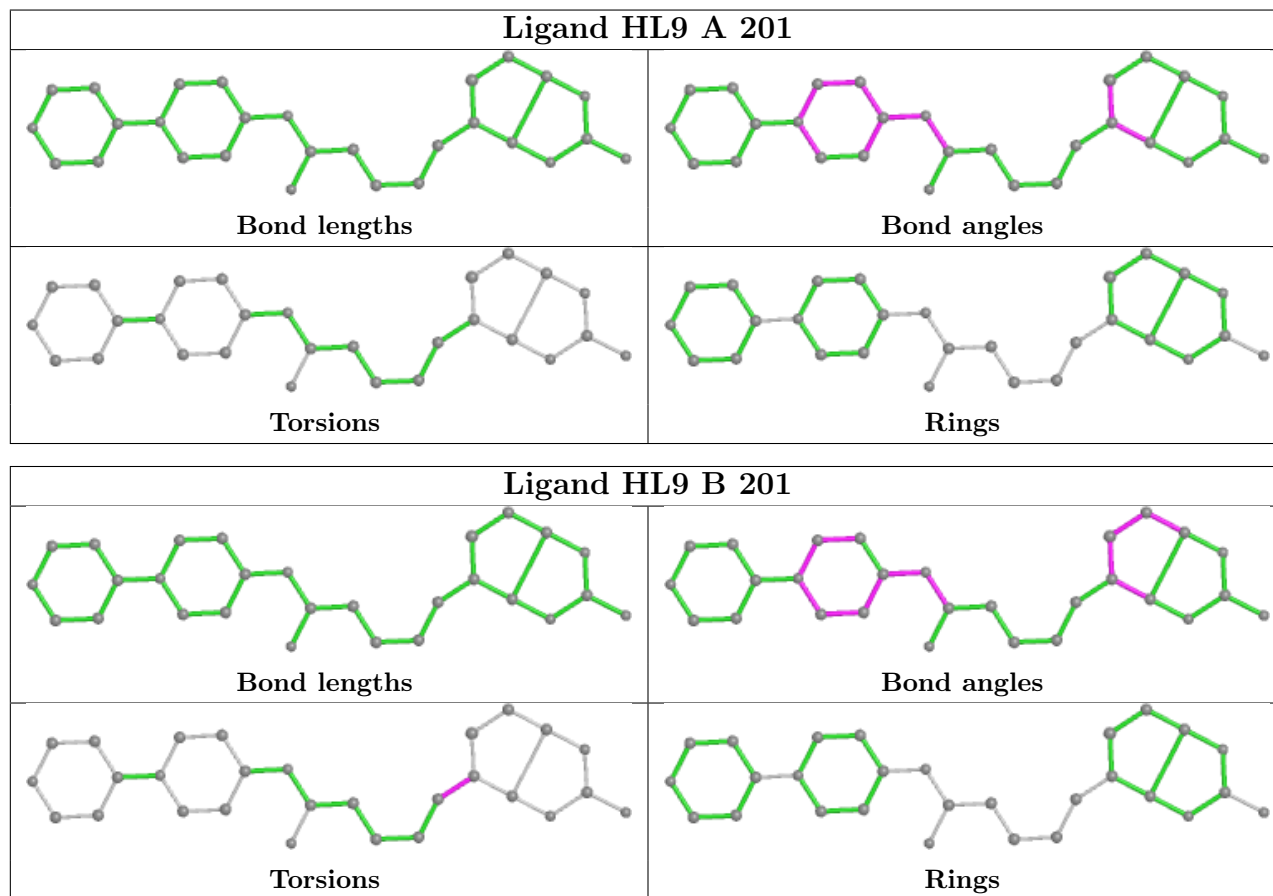 Ligand HL9 A 201
Bond lengths
Bond angles
Torsions
Rings
Ligand HL9 B 201
Bond lengths
Bond angles
Torsions
Rings